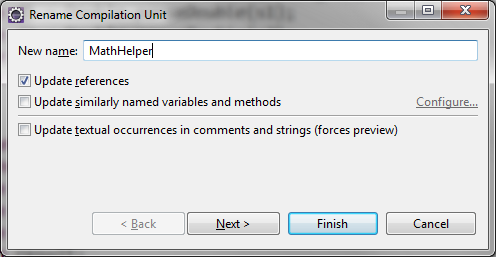 Rename Compilation Unit
New name: MathHelper
Update references
Update similarly named variables and methods Configure...
Update textual occurrences in comments and strings (forces preview)
< Back Next > Finish Cancel